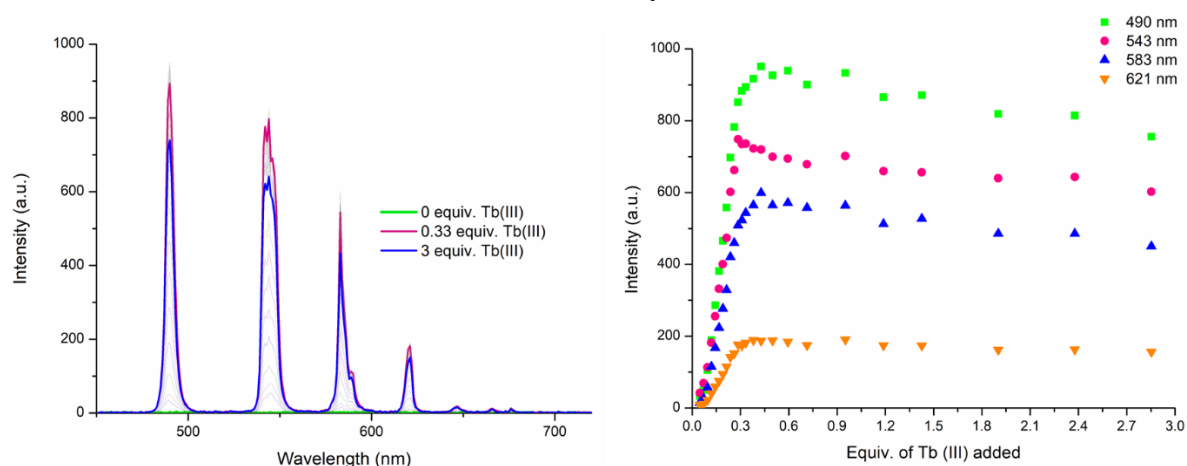 1000
800
600
400
200
0
Intensity (a.u.)
500
600
700
Wavelength (nm)
0 equiv. Tb(III)
0.33 equiv. Tb(III)
3 equiv. Tb(III)
490 nm
543 nm
583 nm
621 nm
1000
800
600
400
200
0
Intensity (a.u.)
0.0 0.3 0.6 0.9 1.2 1.5 1.8 2.1 2.4 2.7 3.0
Equiv. of Tb (III) added